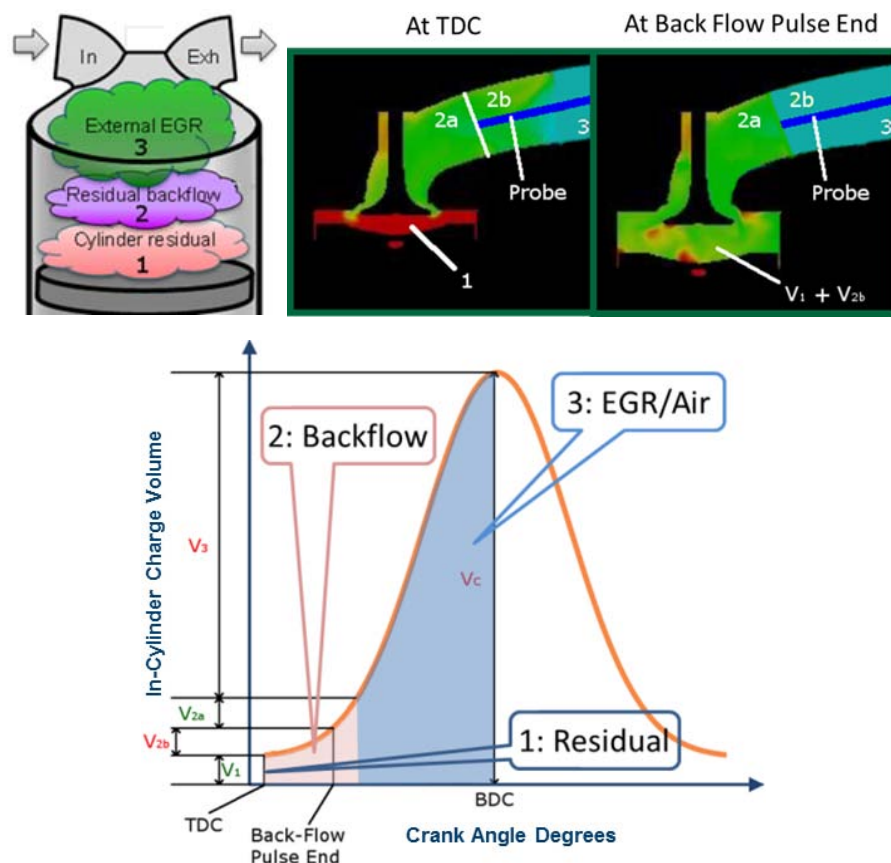 In
Exh
External EGR
3
Residual backflow
2
Cylinder residual
1
At TDC
2b
2a
3
Probe
1
At Back Flow Pulse End
2b
2a
3
Probe
V1 + V2b
In-Cylinder Charge Volume
2: Backflow
3: EGR/Air
V3
Vc
V2a
V2b
V1
1: Residual
TDC
Back-Flow
Pulse End
BDC
Crank Angle Degrees